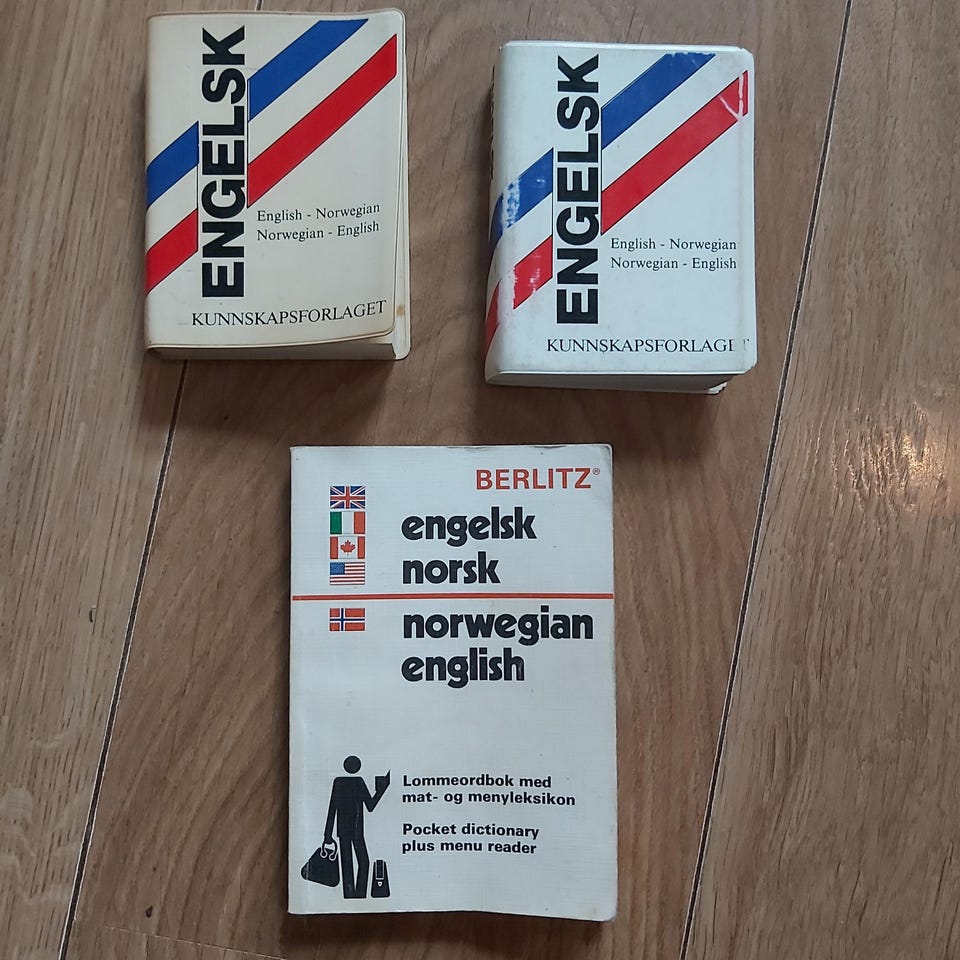 ENGELSK
English - Norwegian
Norwegian - English
KUNNSKAPSFORLAGET
ENGELSK
English - Norwegian
Norwegian - English
KUNNSKAPSFORLAGET
BERLITZ®
engelsk
norsk
norwegian
english
Lommeordbok med
mat- og menyleksikon
Pocket dictionary
plus menu reader